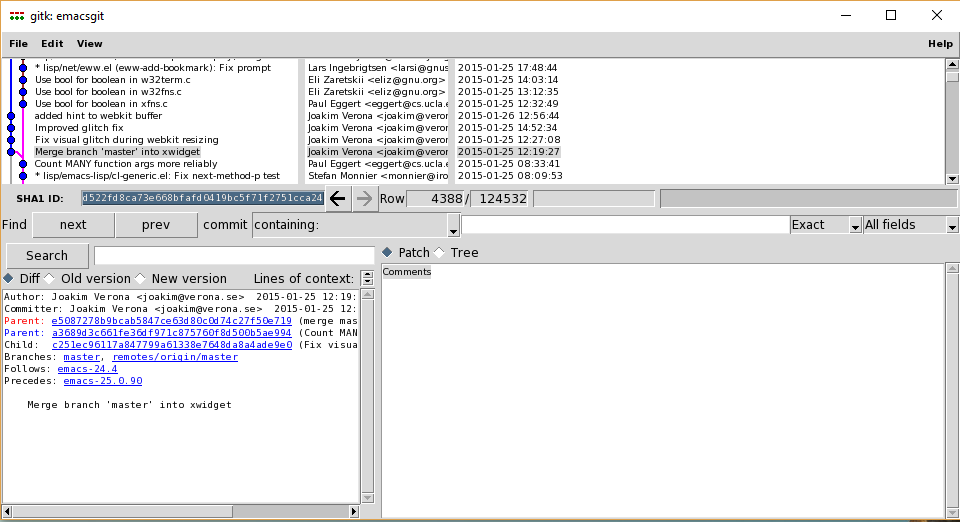 gitk: emacsgit
File Edit View Help
* lisp/net/eww.el (eww-add-bookmark): Fix prompt Lars Ingebrigtsen <larsi@gnus 2015-01-25 17:48:44
Use bool for boolean in w32term.c Eli Zaretskii <eliz@gnu.org> 2015-01-25 14:03:14
Use bool for boolean in w32fns.c Eli Zaretskii <eliz@gnu.org> 2015-01-25 13:12:35
Use bool for boolean in xfns.c Paul Eggert <eggert@cs.ucla.e 2015-01-25 12:32:49
added hint to webkit buffer Joakim Verona <joakim@veror 2015-01-26 12:56:44
Improved glitch fix Joakim Verona <joakim@veror 2015-01-25 14:52:34
Fix visual glitch during webkit resizing Joakim Verona <joakim@veror 2015-01-25 12:27:08
Merge branch 'master' into xwidget Joakim Verona <joakim@veror 2015-01-25 12:19:27
Count MANY function args more reliably Paul Eggert <eggert@cs.ucla.e 2015-01-25 08:33:41
* lisp/emacs-lisp/cl-generic.el: Fix next-method-p test Stefan Monnier <monnier@iro 2015-01-25 08:09:53
SHA1 ID: d522fd8ca73e668bfafd0419bc5f71f2751cca24 Row 4388 / 124532
Find next prev commit containing: Exact All fields
Search
Patch Tree
Diff Old version New version Lines of context:
Comments
Author: Joakim Verona <joakim@verona.se> 2015-01-25 12:19:
Committer: Joakim Verona <joakim@verona.se> 2015-01-25 12:
Parent: e5087278b9bcab5847ce63d80c0d74c27f50e719 (merge mas
Parent: a3689d3c661fe36df971c875760f8d500b5ae994 (Count MAN
Child: c251ec96117a847799a61338e7648da8a4ade9e0 (Fix visua
Branches: master, remotes/origin/master
Follows: emacs-24.4
Precedes: emacs-25.0.90
Merge branch 'master' into xwidget